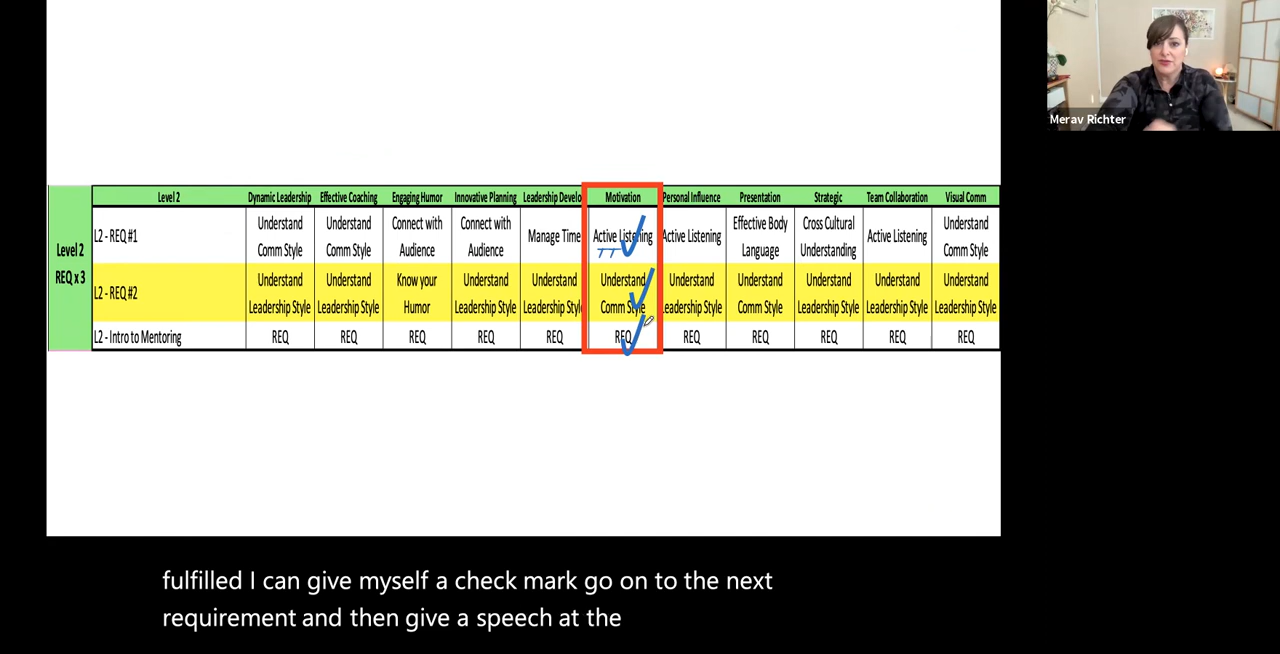 Merav Richter
Level 2 Dynamic Leadership Effective Coaching Engaging Humor Innovative Planning Leadership Develo Motivation Personal Influence Presentation Strategic Team Collaboration Visual Comm
Level 2
REQ x 3
L2 - REQ #1
Understand
Comm Style
Understand
Comm Style
Connect with
Audience
Connect with
Audience
Manage Time
Active Listening
TT
Active Listening
Effective Body
Language
Cross Cultural
Understanding
Active Listening
Understand
Comm Style
L2 - REQ #2
Understand
Leadership Style
Understand
Leadership Style
Know your
Humor
Understand
Leadership Style
Understand
Leadership Style
Understand
Comm Style
Understand
Leadership Style
Understand
Comm Style
Understand
Leadership Style
Understand
Leadership Style
Understand
Leadership Style
L2 - Intro to Mentoring REQ REQ REQ REQ REQ REQ REQ REQ REQ REQ REQ
fulfilled I can give myself a check mark go on to the next
requirement and then give a speech at the